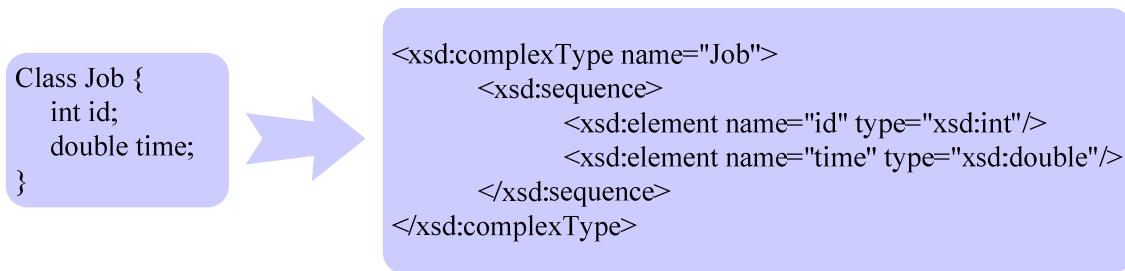 Class Job {
int id;
double time;
}
<xsd:complexType name="Job">
<xsd:sequence>
<xsd:element name="id" type="xsd:int"/>
<xsd:element name="time" type="xsd:double"/>
</xsd:sequence>
</xsd:complexType>